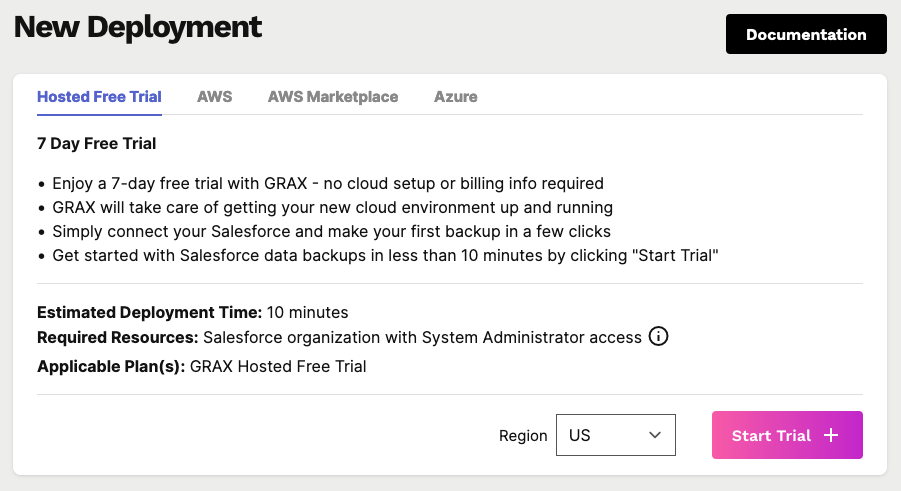 New Deployment
Documentation
Hosted Free Trial AWS AWS Marketplace Azure
7 Day Free Trial
• Enjoy a 7-day free trial with GRAX - no cloud setup or billing info required
• GRAX will take care of getting your new cloud environment up and running
• Simply connect your Salesforce and make your first backup in a few clicks
• Get started with Salesforce data backups in less than 10 minutes by clicking "Start Trial"
Estimated Deployment Time: 10 minutes
Required Resources: Salesforce organization with System Administrator access
Applicable Plan(s): GRAX Hosted Free Trial
Region US Start Trial +